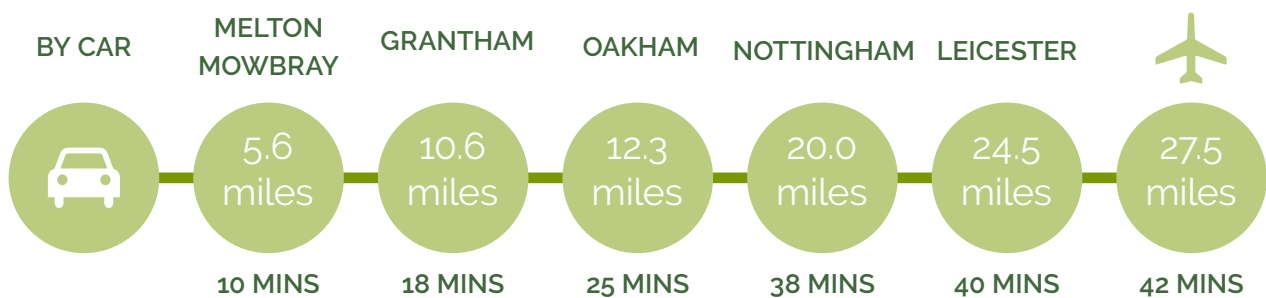 BY CAR
MELTON
MOWBRAY
GRANTHAM
OAKHAM
NOTTINGHAM
LEICESTER
5.6
miles
10.6
miles
12.3
miles
20.0
miles
24.5
miles
27.5
miles
10 MINS
18 MINS
25 MINS
38 MINS
40 MINS
42 MINS